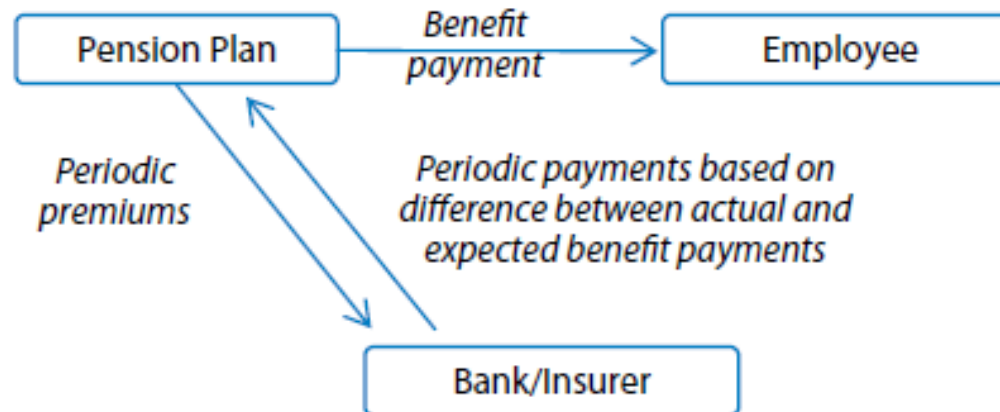 Pension Plan
Benefit
payment
Employee
Periodic
premiums
Periodic payments based on
difference between actual and
expected benefit payments
Bank/Insurer